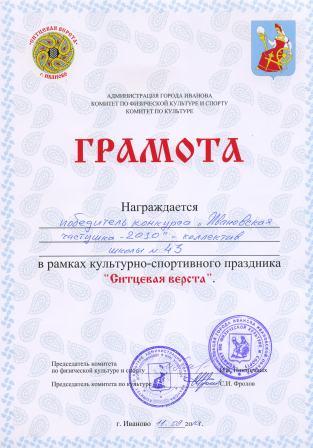 "СИТЦЕВАЯ ВЕРСТА"
г. ИВАНОВО
АДМИНИСТРАЦИЯ ГОРОДА ИВАНОВА
КОМИТЕТ ПО ФИЗИЧЕСКОЙ КУЛЬТУРЕ И СПОРТУ
КОМИТЕТ ПО КУЛЬТУРЕ
ГРАМОТА
Награждается
победитель конкурса „Ивановская
частушка - 2010" - коллектив
школы № 43
в рамках культурно-спортивного праздника
"Ситцевая верста".
Председатель комитета
по физической культуре и спорту
Председатель комитета по культуре
С.И. Фролов
г. Иваново 11.09 20